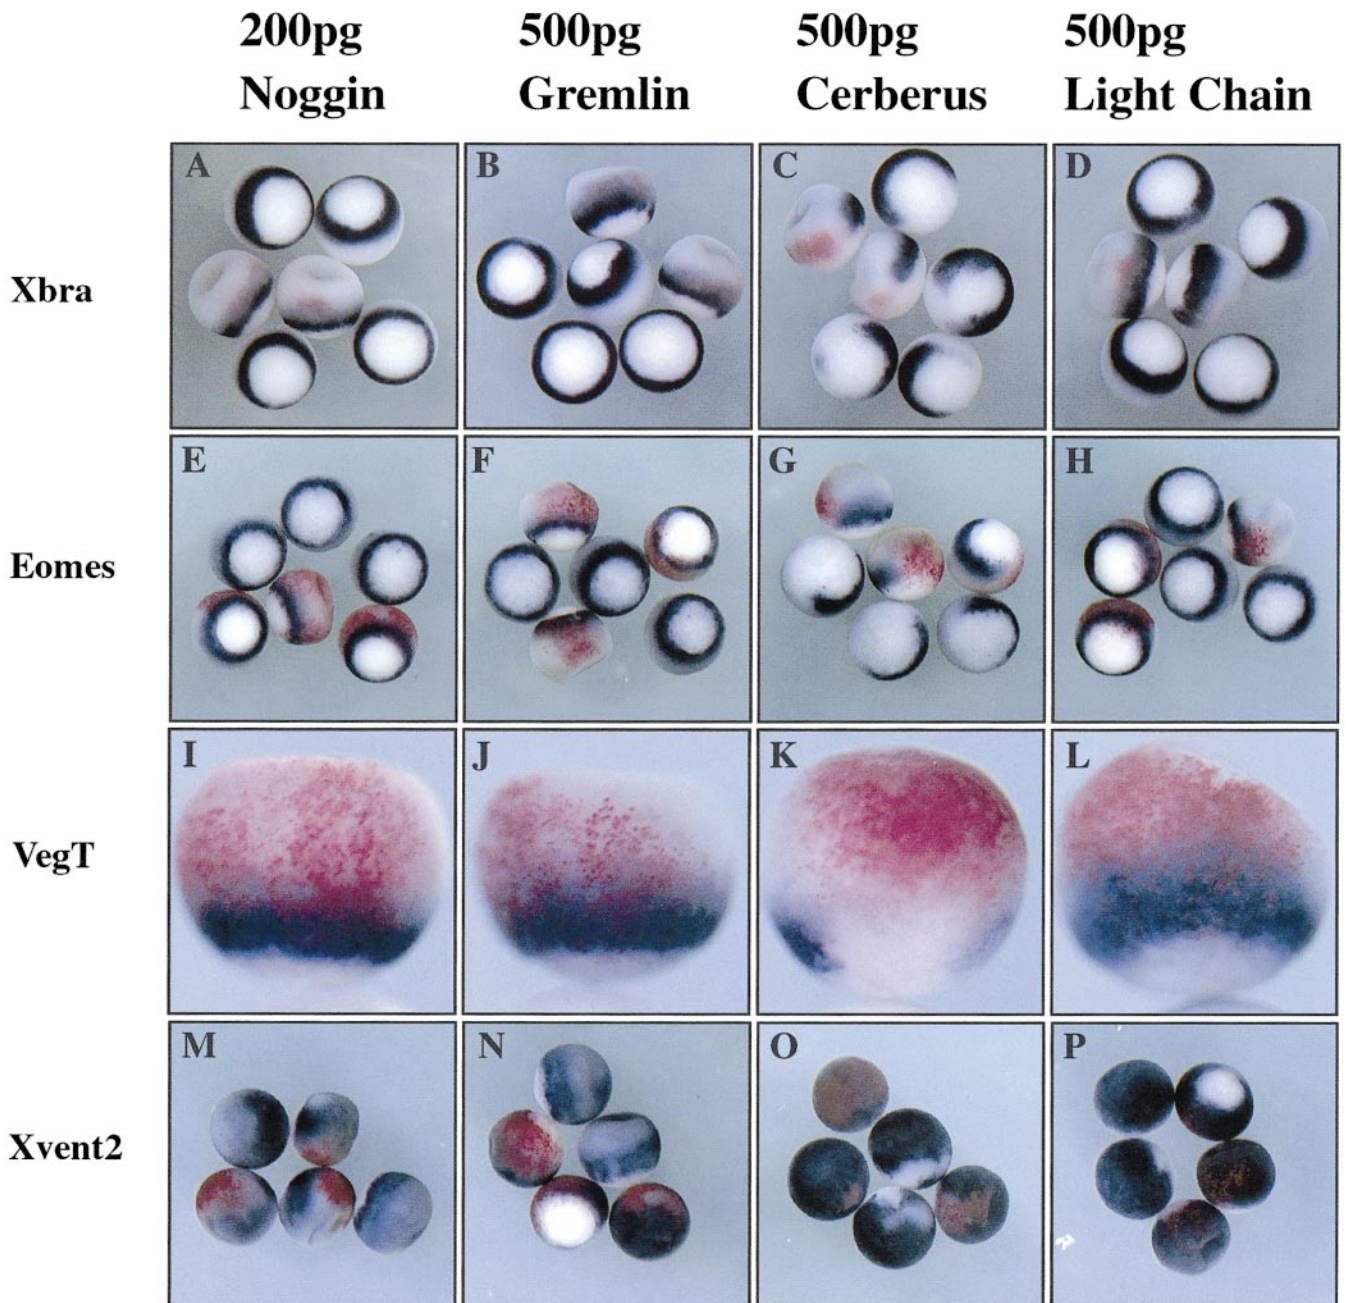 200pg 500pg 500pg 500pg
Noggin Gremlin Cerberus Light Chain
A B C D
Xbra
E F G H
Eomes
I J K L
VegT
M N O P
Xvent2